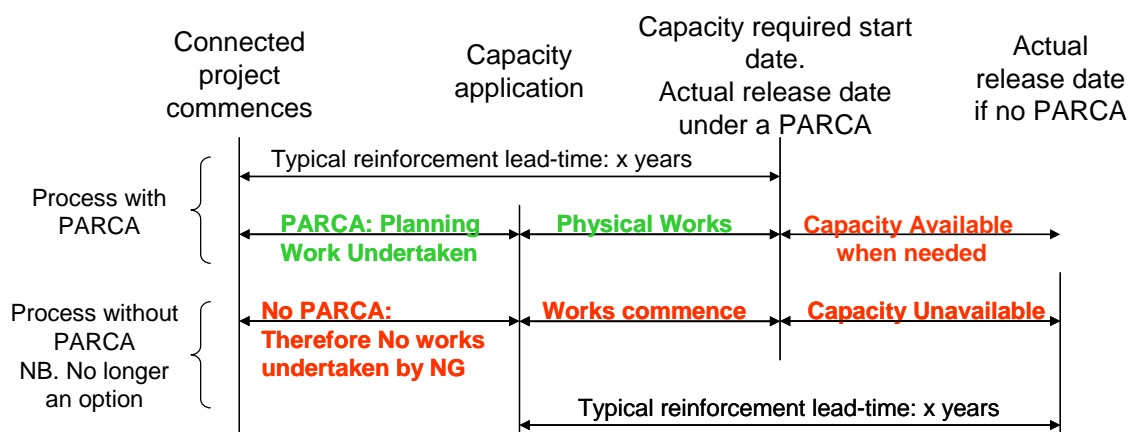 Connected
project
commences
Capacity
application
Capacity required start
date.
Actual release date
under a PARCA
Actual
release date
if no PARCA
Typical reinforcement lead-time: x years
Process with
PARCA
PARCA: Planning
Work Undertaken
Physical Works
Capacity Available
when needed
Process without
PARCA
NB. No longer
an option
No PARCA:
Therefore No works
undertaken by NG
Works commence
Capacity Unavailable
Typical reinforcement lead-time: x years